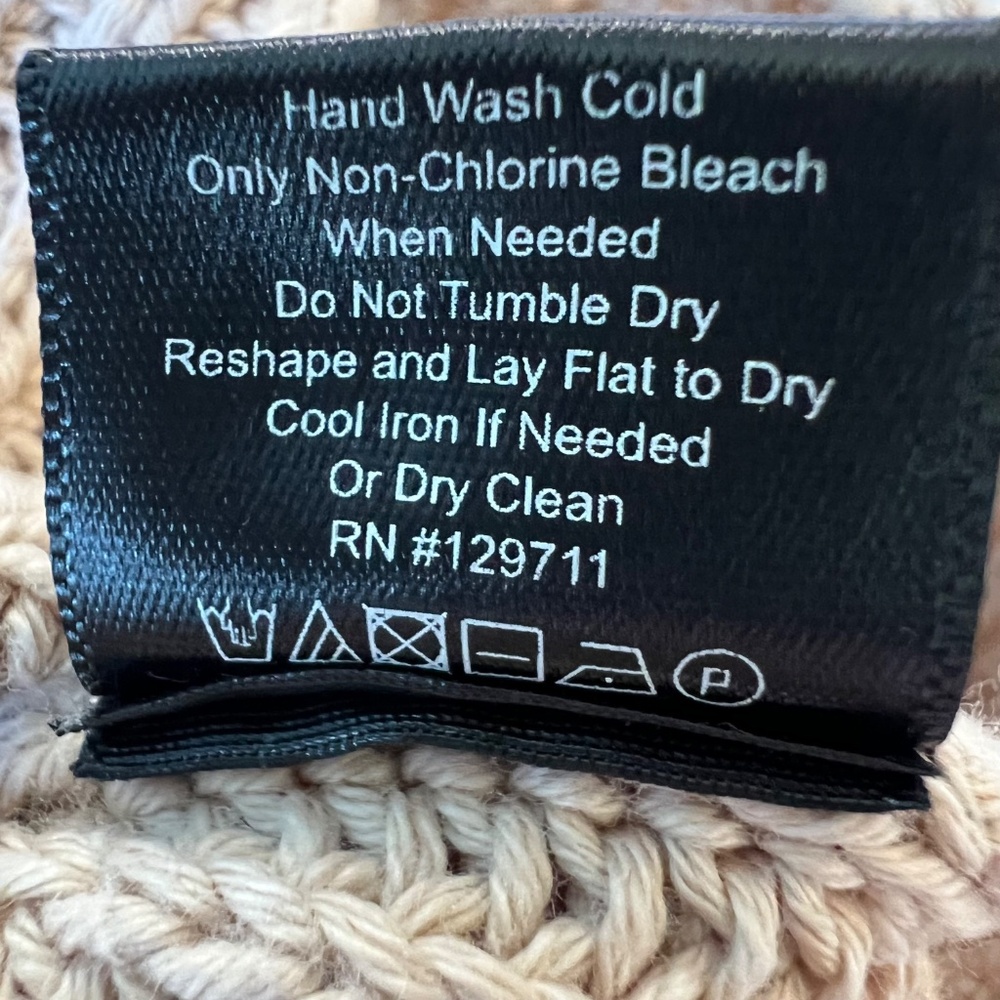 Hand Wash Cold
Only Non-Chlorine Bleach
When Needed
Do Not Tumble Dry
Reshape and Lay Flat to Dry
Cool Iron If Needed
Or Dry Clean
RN #129711
P